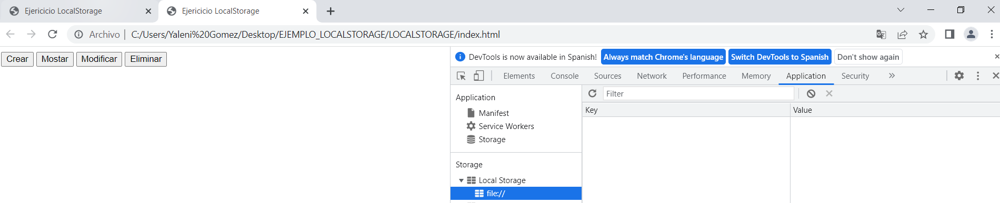 Ejericicio LocalStorage
Ejericicio LocalStorage
Archivo | C:/Users/Yaleni%20Gomez/Desktop/EJEMPLO_LOCALSTORAGE/LOCALSTORAGE/index.html
Crear Mostar Modificar Eliminar
DevTools is now available in Spanish! Always match Chrome's language Switch DevTools to Spanish Don't show again
Elements Console Sources Network Performance Memory Application Security
Application
Manifest
Service Workers
Storage
Storage
Local Storage
file://
Filter
Key Value